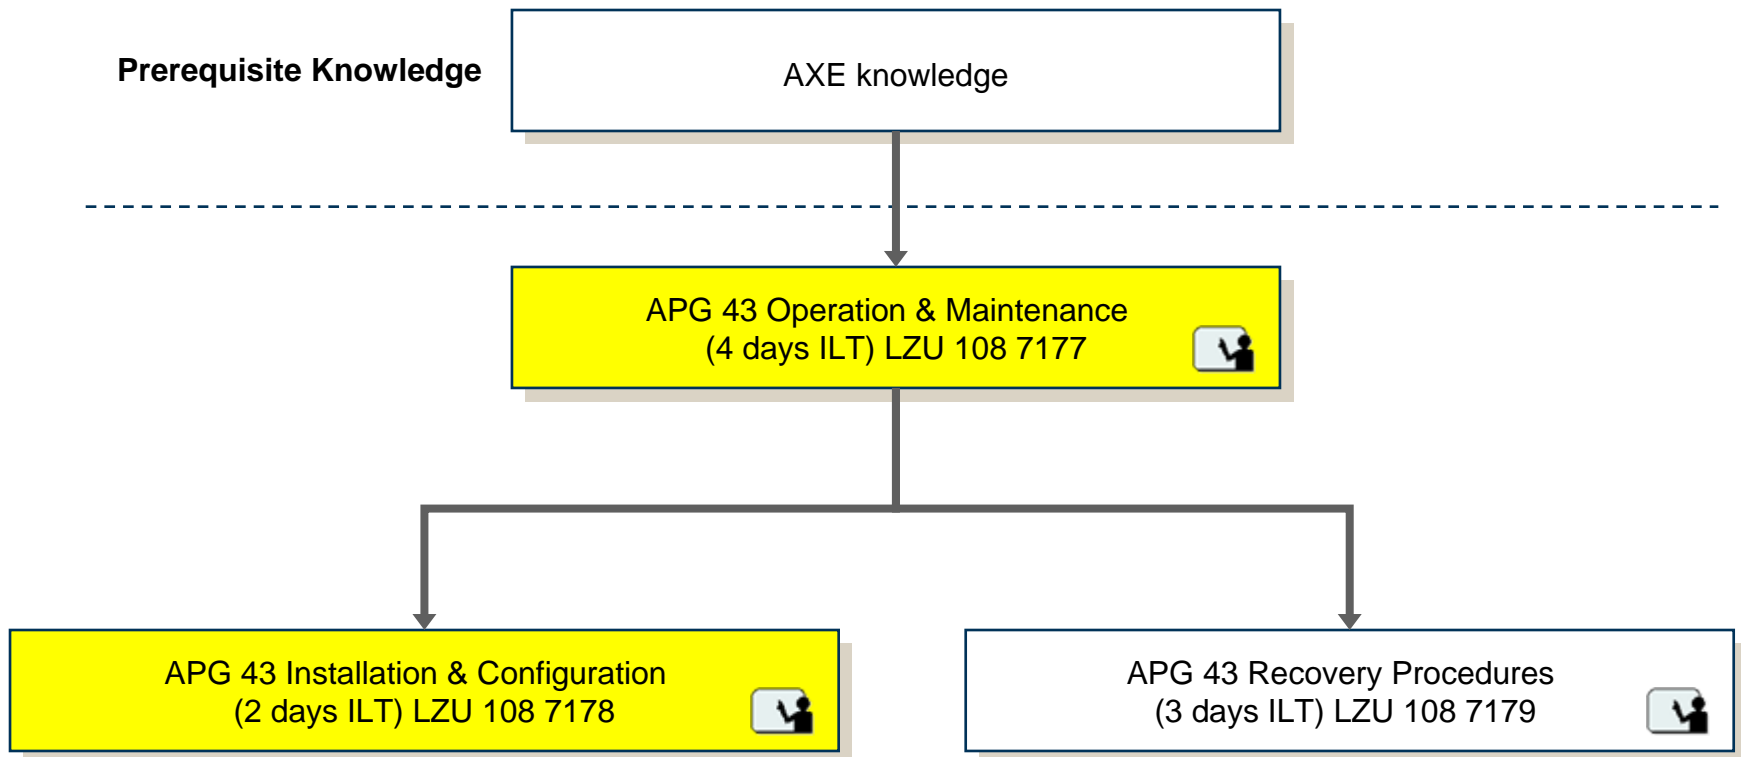 Prerequisite Knowledge
AXE knowledge
APG 43 Operation & Maintenance
(4 days ILT) LZU 108 7177
APG 43 Installation & Configuration
(2 days ILT) LZU 108 7178
APG 43 Recovery Procedures
(3 days ILT) LZU 108 7179